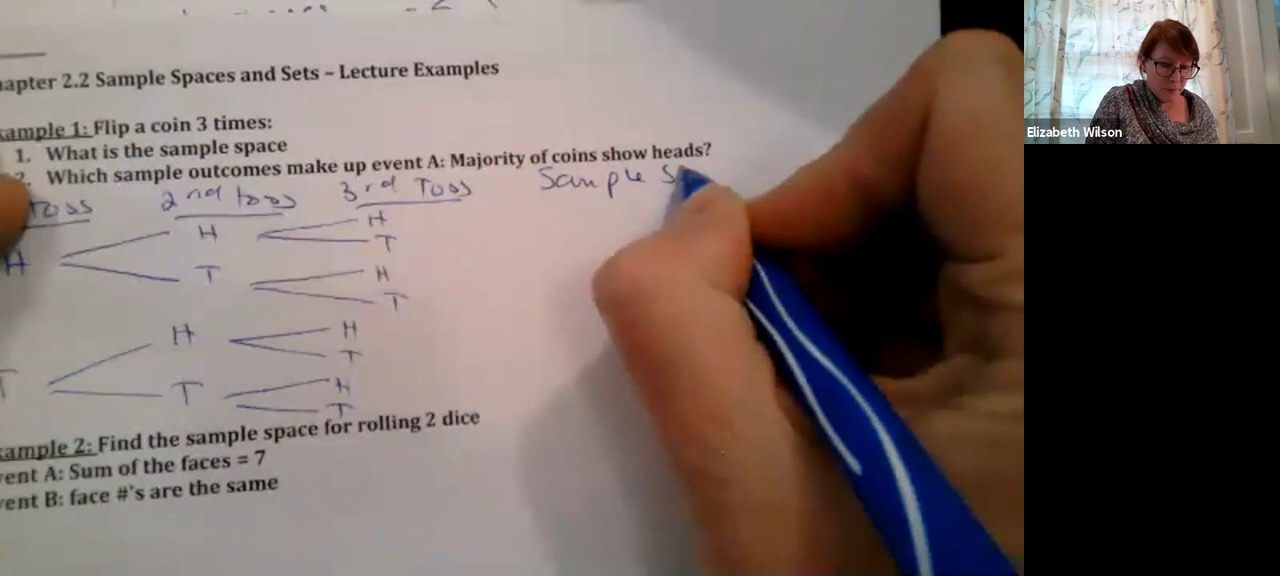 apter 2.2 Sample Spaces and Sets – Lecture Examples
ample 1: Flip a coin 3 times:
1. What is the sample space
2. Which sample outcomes make up event A: Majority of coins show heads?
Toss 2nd toss 3rd Toss Sample S
H
H T
H
T H
T
H H
T
T T H
T
ample 2: Find the sample space for rolling 2 dice
ent A: Sum of the faces = 7
ent B: face #'s are the same
Elizabeth Wilson